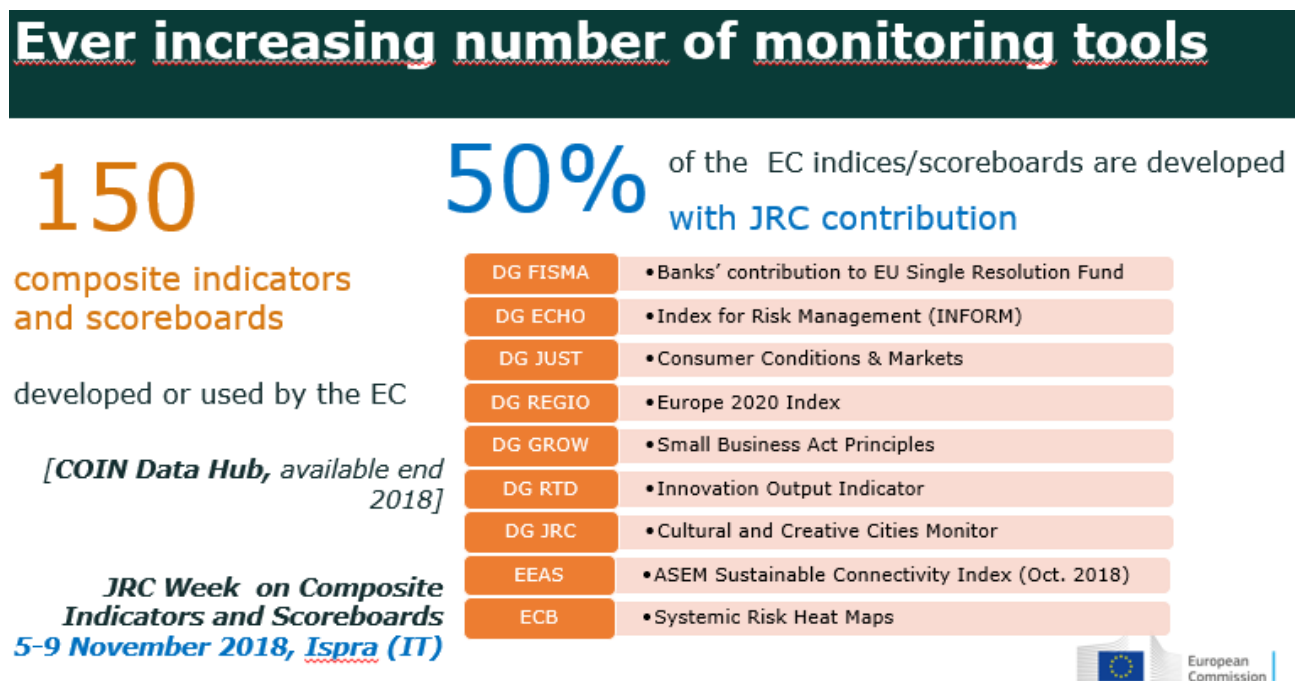 Ever increasing number of monitoring tools
150
composite indicators
and scoreboards
developed or used by the EC
[COIN Data Hub, available end
2018]
JRC Week on Composite
Indicators and Scoreboards
5-9 November 2018, Ispra (IT)
50% of the EC indices/scoreboards are developed
with JRC contribution
DG FISMA •Banks’ contribution to EU Single Resolution Fund
DG ECHO •Index for Risk Management (INFORM)
DG JUST •Consumer Conditions & Markets
DG REGIO •Europe 2020 Index
DG GROW •Small Business Act Principles
DG RTD •Innovation Output Indicator
DG JRC •Cultural and Creative Cities Monitor
EEAS •ASEM Sustainable Connectivity Index (Oct. 2018)
ECB •Systemic Risk Heat Maps
European
Commission